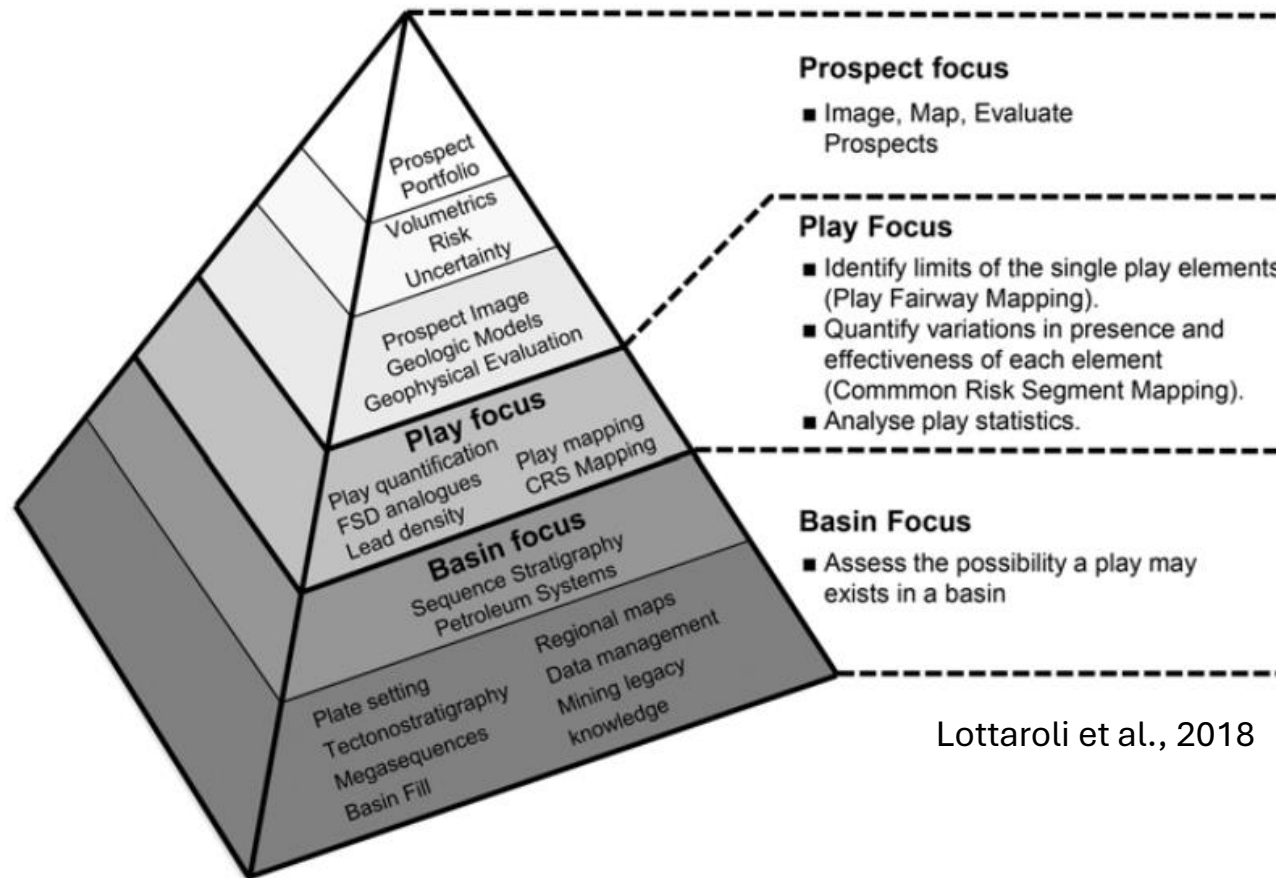 Prospect
Portfolio
Volumetrics
Risk
Uncertainty
Prospect Image
Geologic Models
Geophysical Evaluation
Play focus
Play quantification
FSD analogues
Lead density
Play mapping
CRS Mapping
Basin focus
Sequence Stratigraphy
Petroleum Systems
Plate setting
Tectonostratigraphy
Megasequences
Basin Fill
Regional maps
Data management
Mining legacy
knowledge
Prospect focus
■ Image, Map, Evaluate
Prospects
Play Focus
■ Identify limits of the single play elements
(Play Fairway Mapping).
■ Quantify variations in presence and
effectiveness of each element
(Commmon Risk Segment Mapping).
■ Analyse play statistics.
Basin Focus
■ Assess the possibility a play may
exists in a basin
Lottaroli et al., 2018